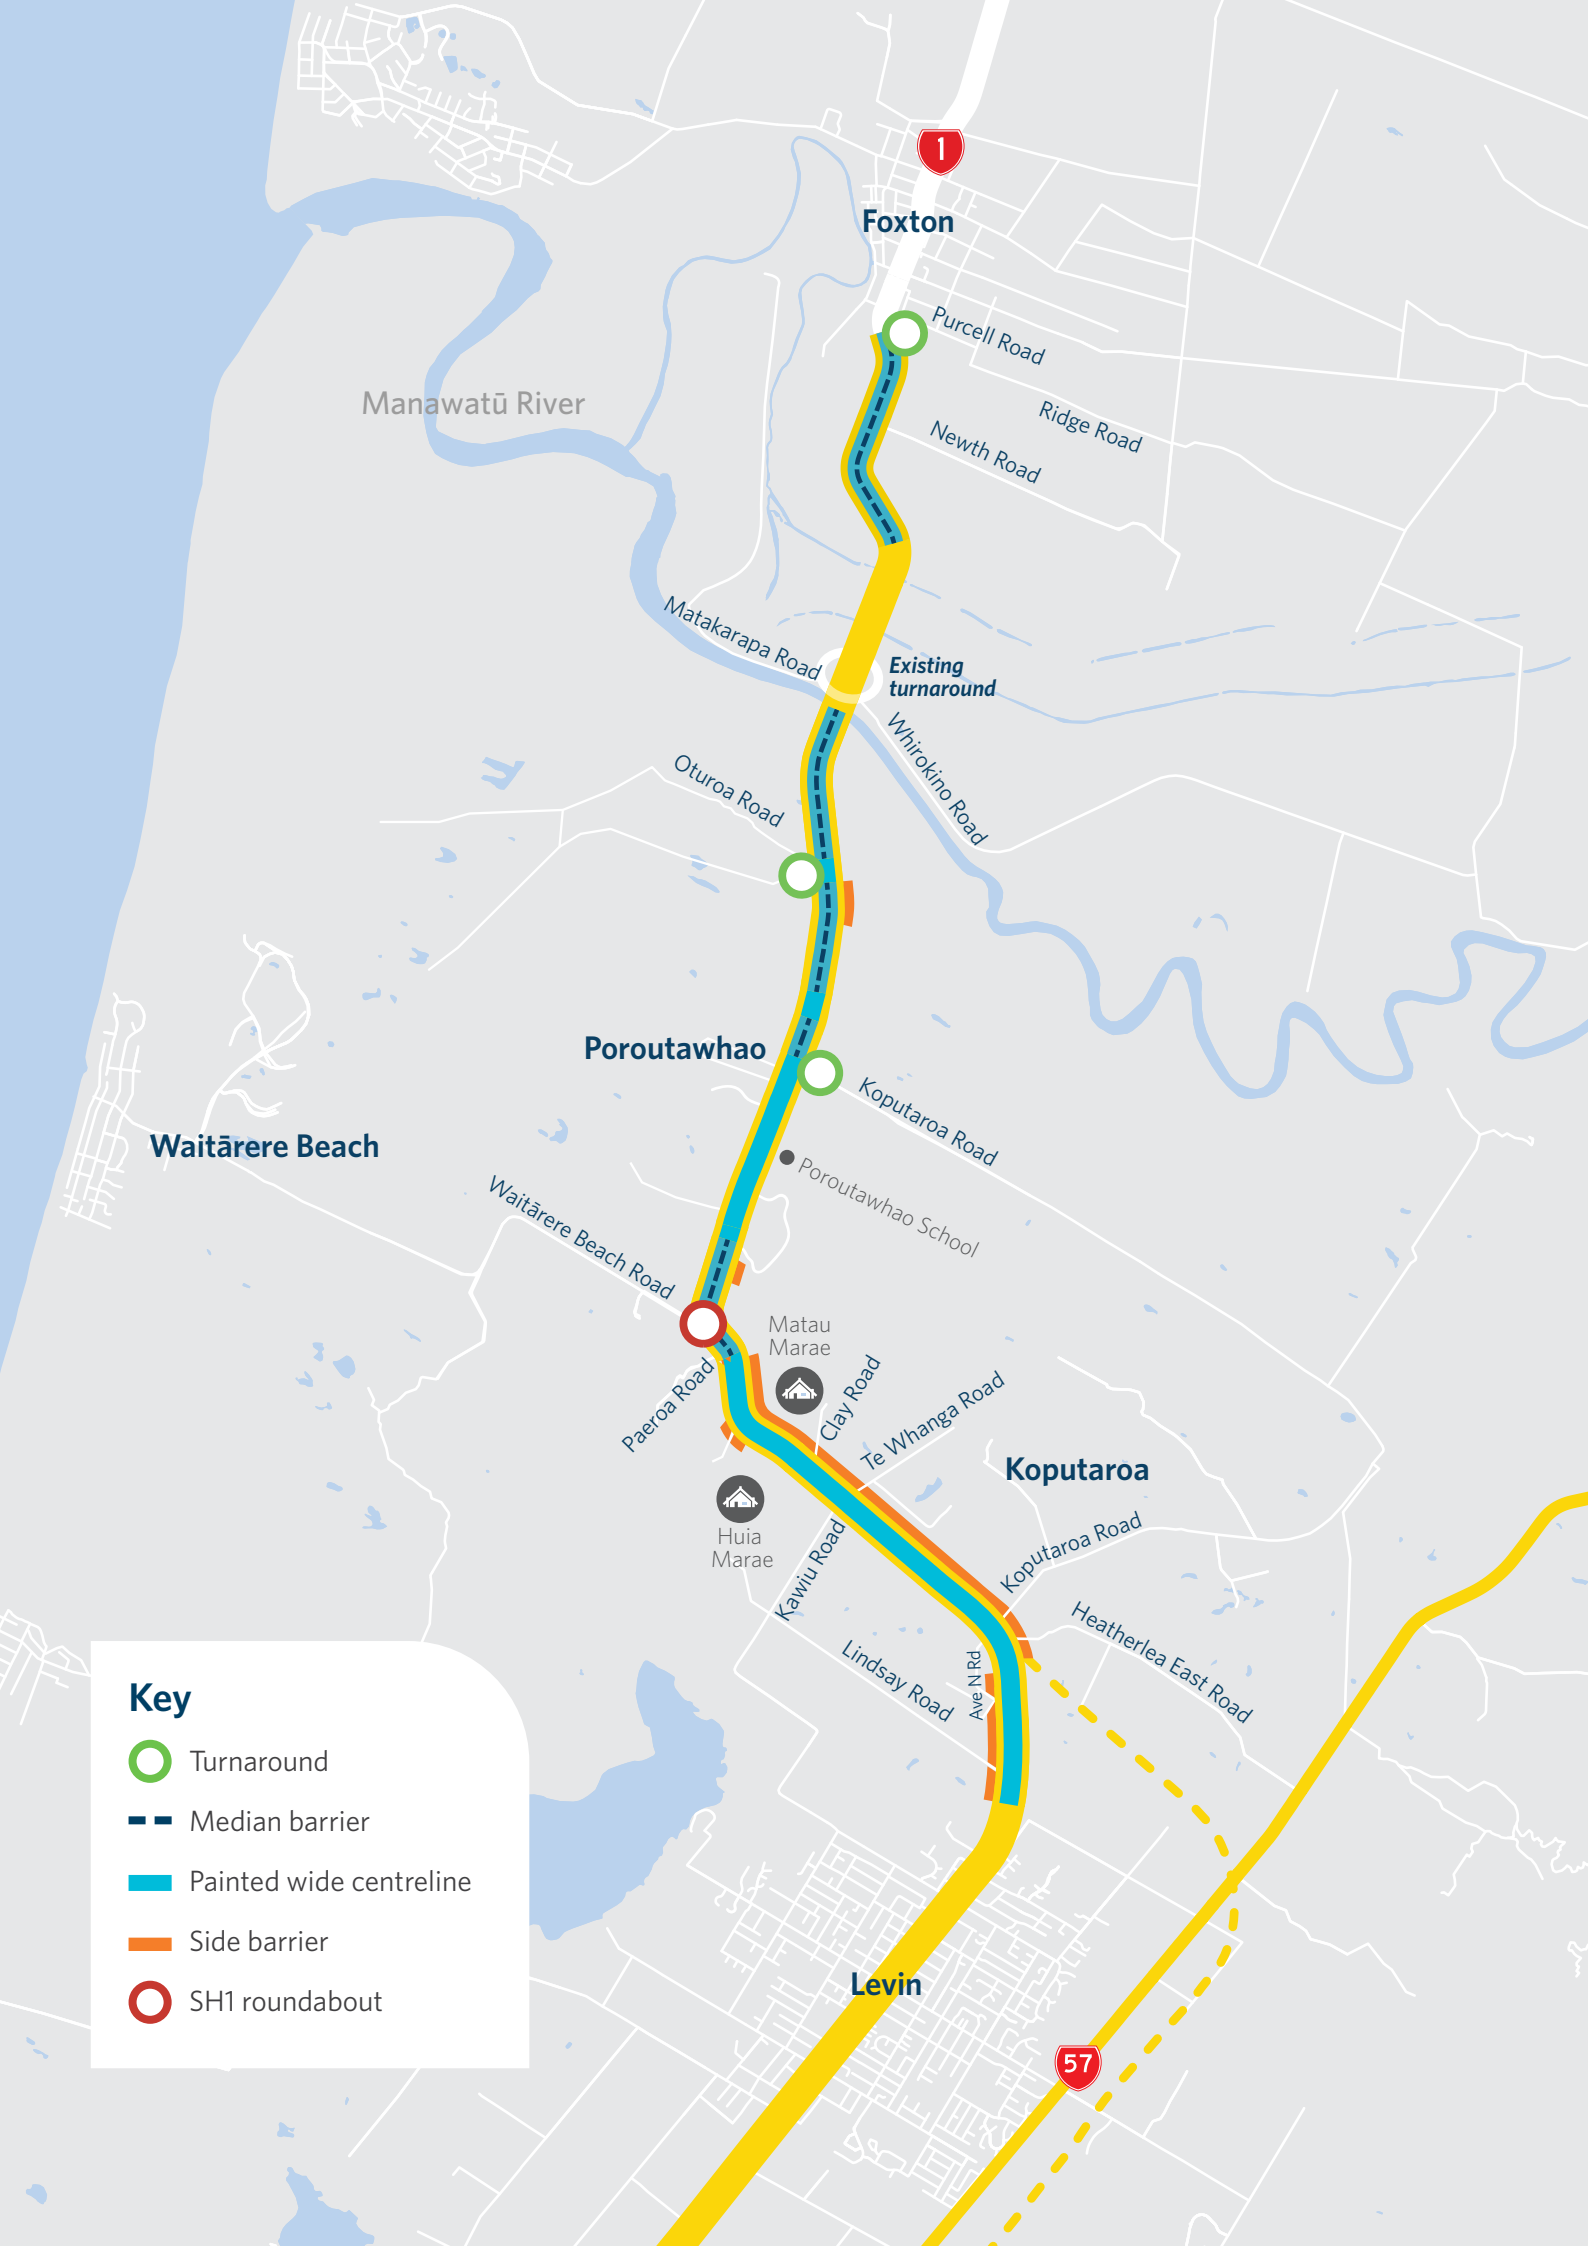 1
Foxton
Purcell Road
Manawatū River
Ridge Road
Newth Road
Matakarapa Road
Existing
turnaround
Whirokino Road
Oturoa Road
Poroutawhao
Koputaroa Road
Waitārere Beach
Poroutawhao School
Waitārere Beach Road
Matau
Marae
Paeroa Road
Clay Road
Te Whanga Road
Koputaroa
Huia
Marae
Kawiu Road
Koputaroa Road
Heatherlea East Road
Lindsay Road
Ave N Rd
Key
Turnaround
Median barrier
Painted wide centreline
Side barrier
SH1 roundabout
Levin
57